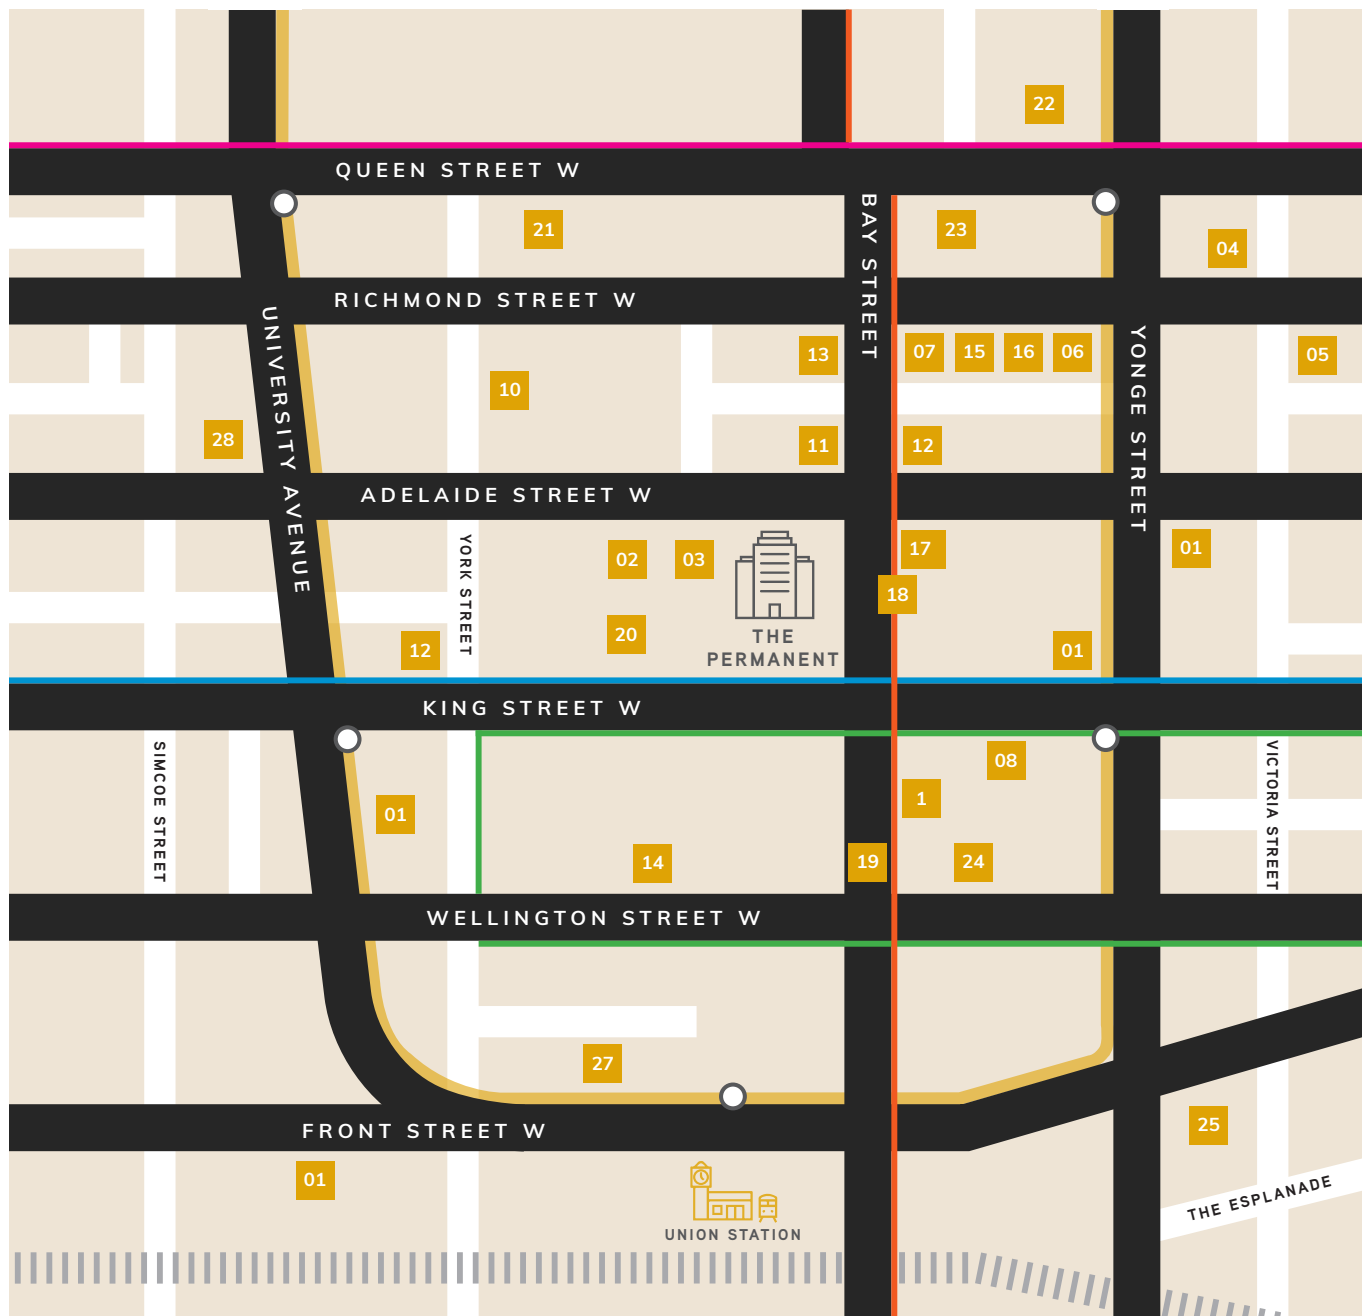 22
QUEEN STREET W
BAY STREET
21
23
04
RICHMOND STREET W
UNIVERSITY AVENUE
YONGE STREET
13
07
15
16
06
05
10
28
11
12
ADELAIDE STREET W
YORK STREET
02
03
17
01
18
20
THE
PERMANENT
12
01
KING STREET W
SIMCOE STREET
VICTORIA STREET
08
1
01
14
19
24
WELLINGTON STREET W
27
FRONT STREET W
25
01
THE ESPLANADE
UNION STATION